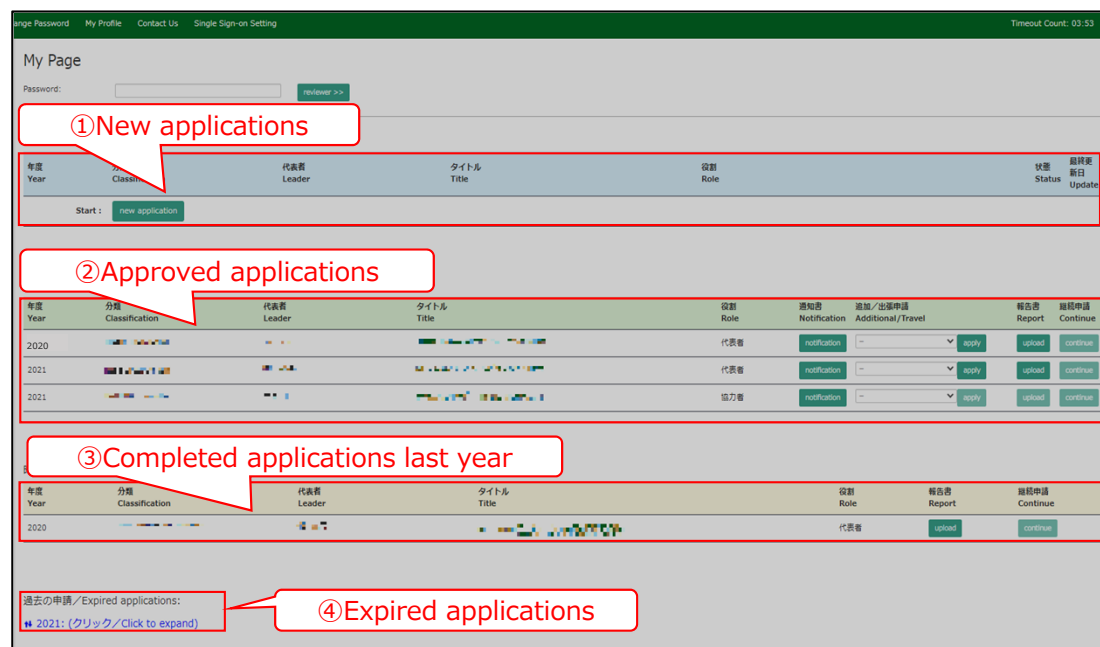 ange Password My Profile Contact Us Single Sign-on Setting Timeout Count: 03:53
My Page
Password: reviewer >>
①New applications
年度 代表者 タイトル 役割 状態 最終更新日
Year Leader Title Role Status Update
Start : new application
②Approved applications
年度 分類 代表者 タイトル 役割 通知書 追加／出張申請 報告書 継続申請
Year Classification Leader Title Role Notification Additional/Travel Report Continue
2020 代表者 notification -- apply upload continue
2021 代表者 notification -- apply upload continue
2021 協力者 notification -- apply upload continue
③Completed applications last year
年度 分類 代表者 タイトル 役割 報告書 継続申請
Year Classification Leader Title Role Report Continue
2020 代表者 upload continue
過去の申請／Expired applications:
④Expired applications
2021: (クリック／Click to expand)